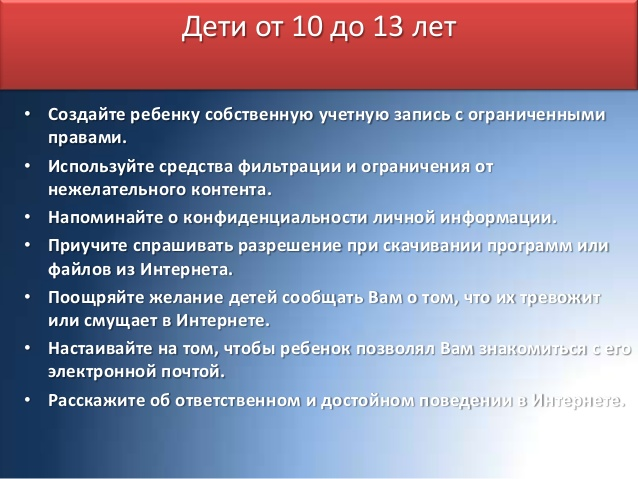 Дети от 10 до 13 лет
• Создайте ребенку собственную учетную запись с ограниченными
правами.
• Используйте средства фильтрации и ограничения от
нежелательного контента.
• Напоминайте о конфиденциальности личной информации.
• Приучите спрашивать разрешение при скачивании программ или
файлов из Интернета.
• Поощряйте желание детей сообщать Вам о том, что их тревожит
или смущает в Интернете.
• Настаивайте на том, чтобы ребенок позволял Вам знакомиться с его
электронной почтой.
• Расскажите об ответственном и достойном поведении в Интернете.